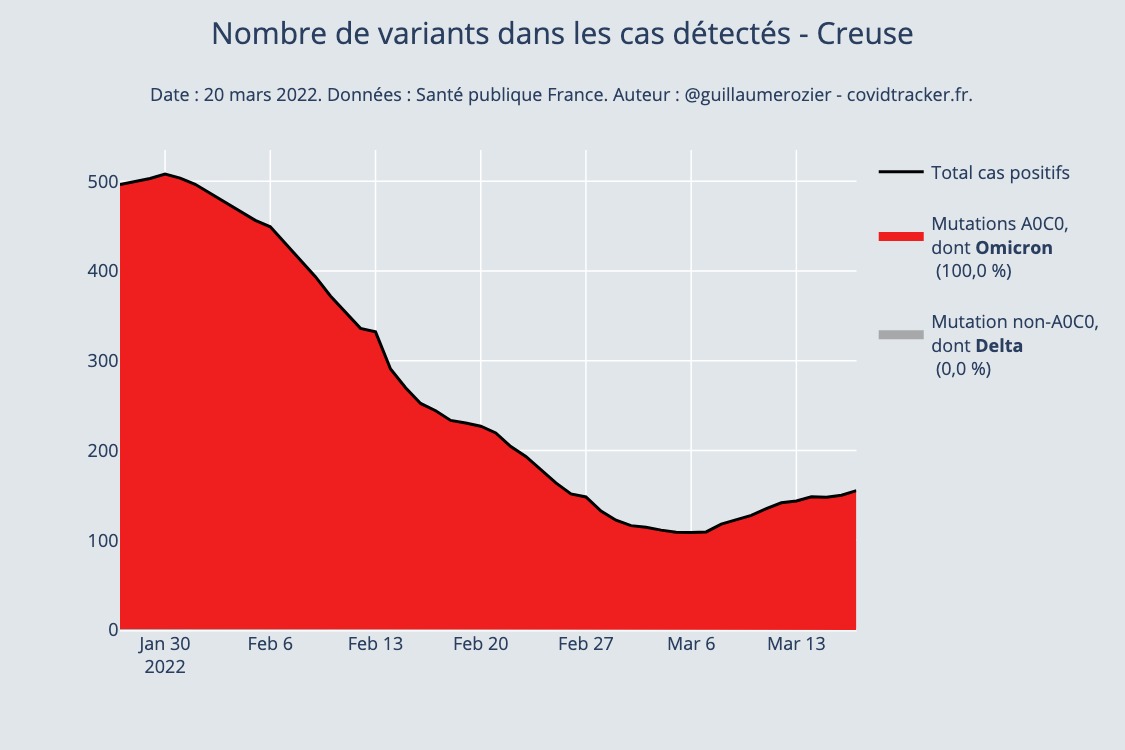 Nombre de variants dans les cas détectés - Creuse
Date : 20 mars 2022. Données : Santé publique France. Auteur : @guillaumerozier - covidtracker.fr.
500
400
300
200
100
0
Jan 30
2022
Feb 6
Feb 13
Feb 20
Feb 27
Mar 6
Mar 13
Total cas positifs
Mutations A0C0,
dont Omicron
(100,0 %)
Mutation non-A0C0,
dont Delta
(0,0 %)